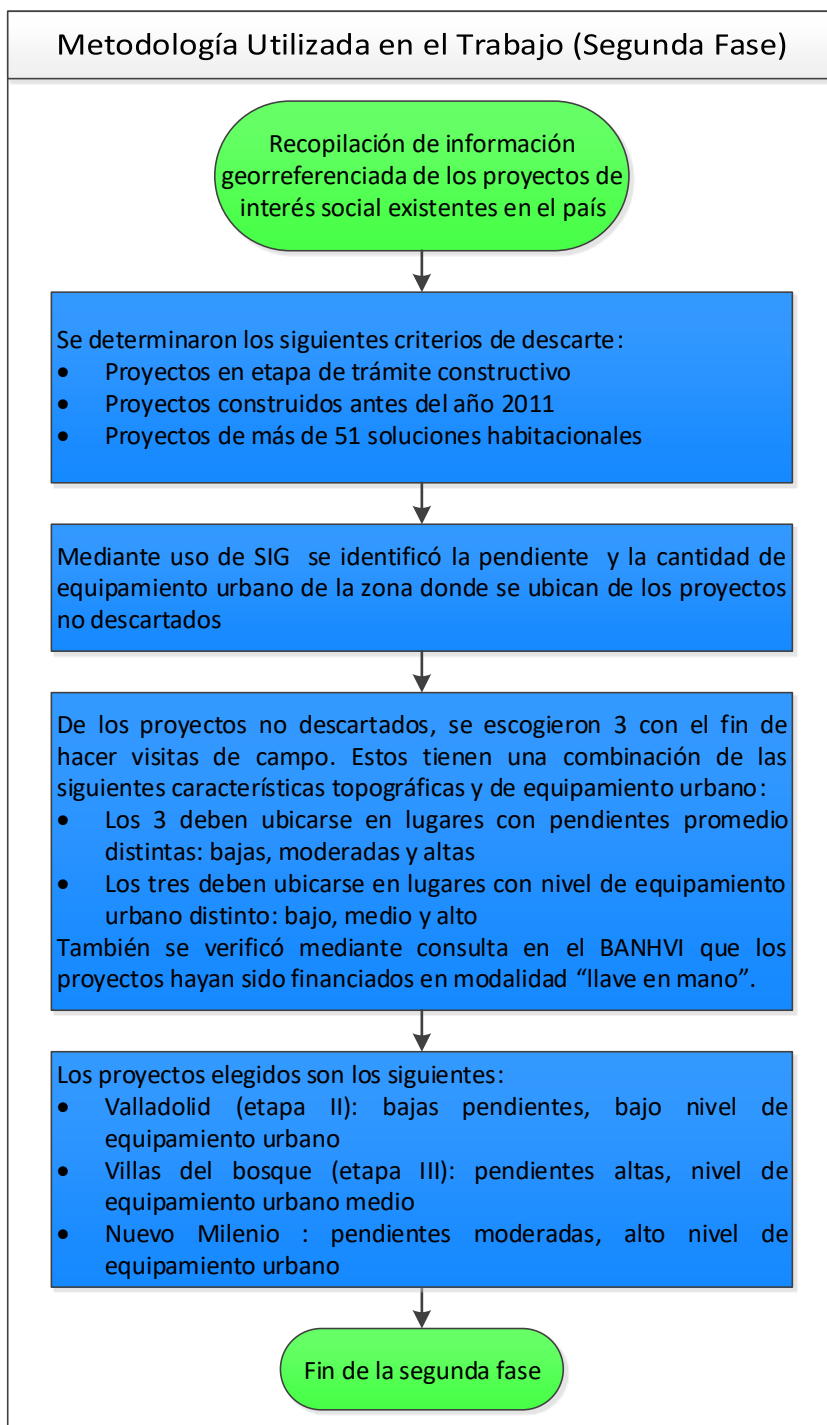 Metodología Utilizada en el Trabajo (Segunda Fase)
Recopilación de información
georreferenciada de los proyectos de
interés social existentes en el país
Se determinaron los siguientes criterios de descarte:
• Proyectos en etapa de trámite constructivo
• Proyectos construidos antes del año 2011
• Proyectos de más de 51 soluciones habitacionales
Mediante uso de SIG se identificó la pendiente y la cantidad de
equipamiento urbano de la zona donde se ubican de los proyectos
no descartados
De los proyectos no descartados, se escogieron 3 con el fin de
hacer visitas de campo. Estos tienen una combinación de las
siguientes características topográficas y de equipamiento urbano:
• Los 3 deben ubicarse en lugares con pendientes promedio
distintas: bajas, moderadas y altas
• Los tres deben ubicarse en lugares con nivel de equipamiento
urbano distinto: bajo, medio y alto
También se verificó mediante consulta en el BANHVI que los
proyectos hayan sido financiados en modalidad “llave en mano”.
Los proyectos elegidos son los siguientes:
• Valladolid (etapa II): bajas pendientes, bajo nivel de
equipamiento urbano
• Villas del bosque (etapa III): pendientes altas, nivel de
equipamiento urbano medio
• Nuevo Milenio : pendientes moderadas, alto nivel de
equipamiento urbano
Fin de la segunda fase